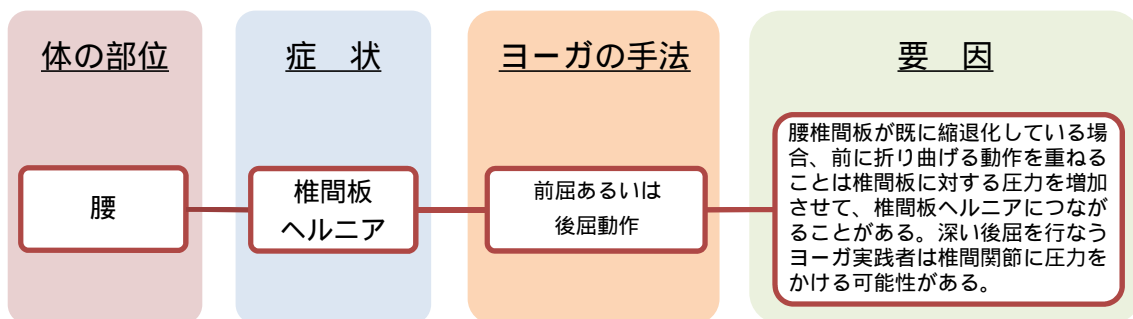 体の部位
症　状
ヨーガの手法
要　因
腰
椎間板
ヘルニア
前屈あるいは
後屈動作
腰椎間板が既に縮退化している場
合、前に折り曲げる動作を重ねる
ことは椎間板に対する圧力を増加
させて、椎間板ヘルニアにつなが
ることがある。深い後屈を行なう
ヨーガ実践者は椎間関節に圧力を
かける可能性がある。